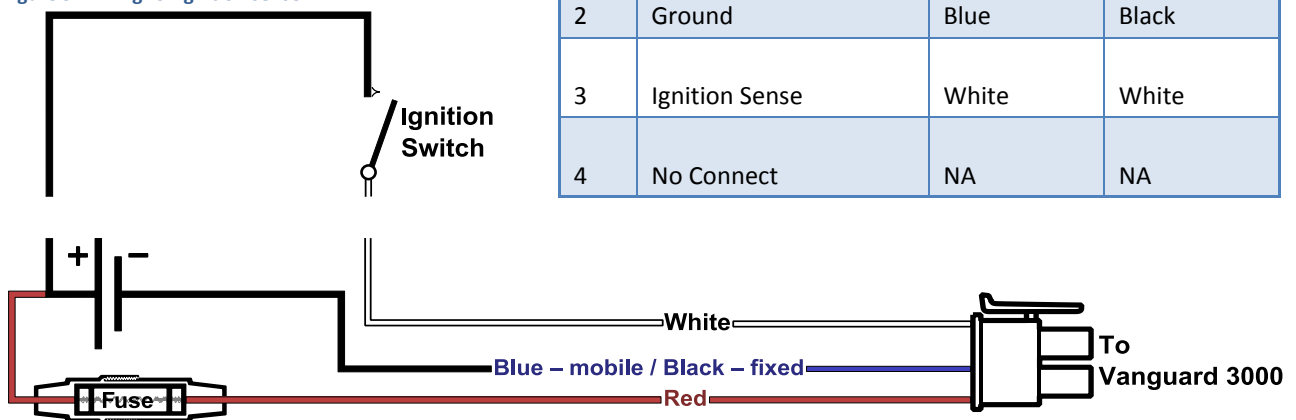 2 Ground Blue Black
3 Ignition Sense White White
4 No Connect NA NA
Ignition
Switch
+ –
White
Blue – mobile / Black – fixed
Red
Fuse
To
Vanguard 3000